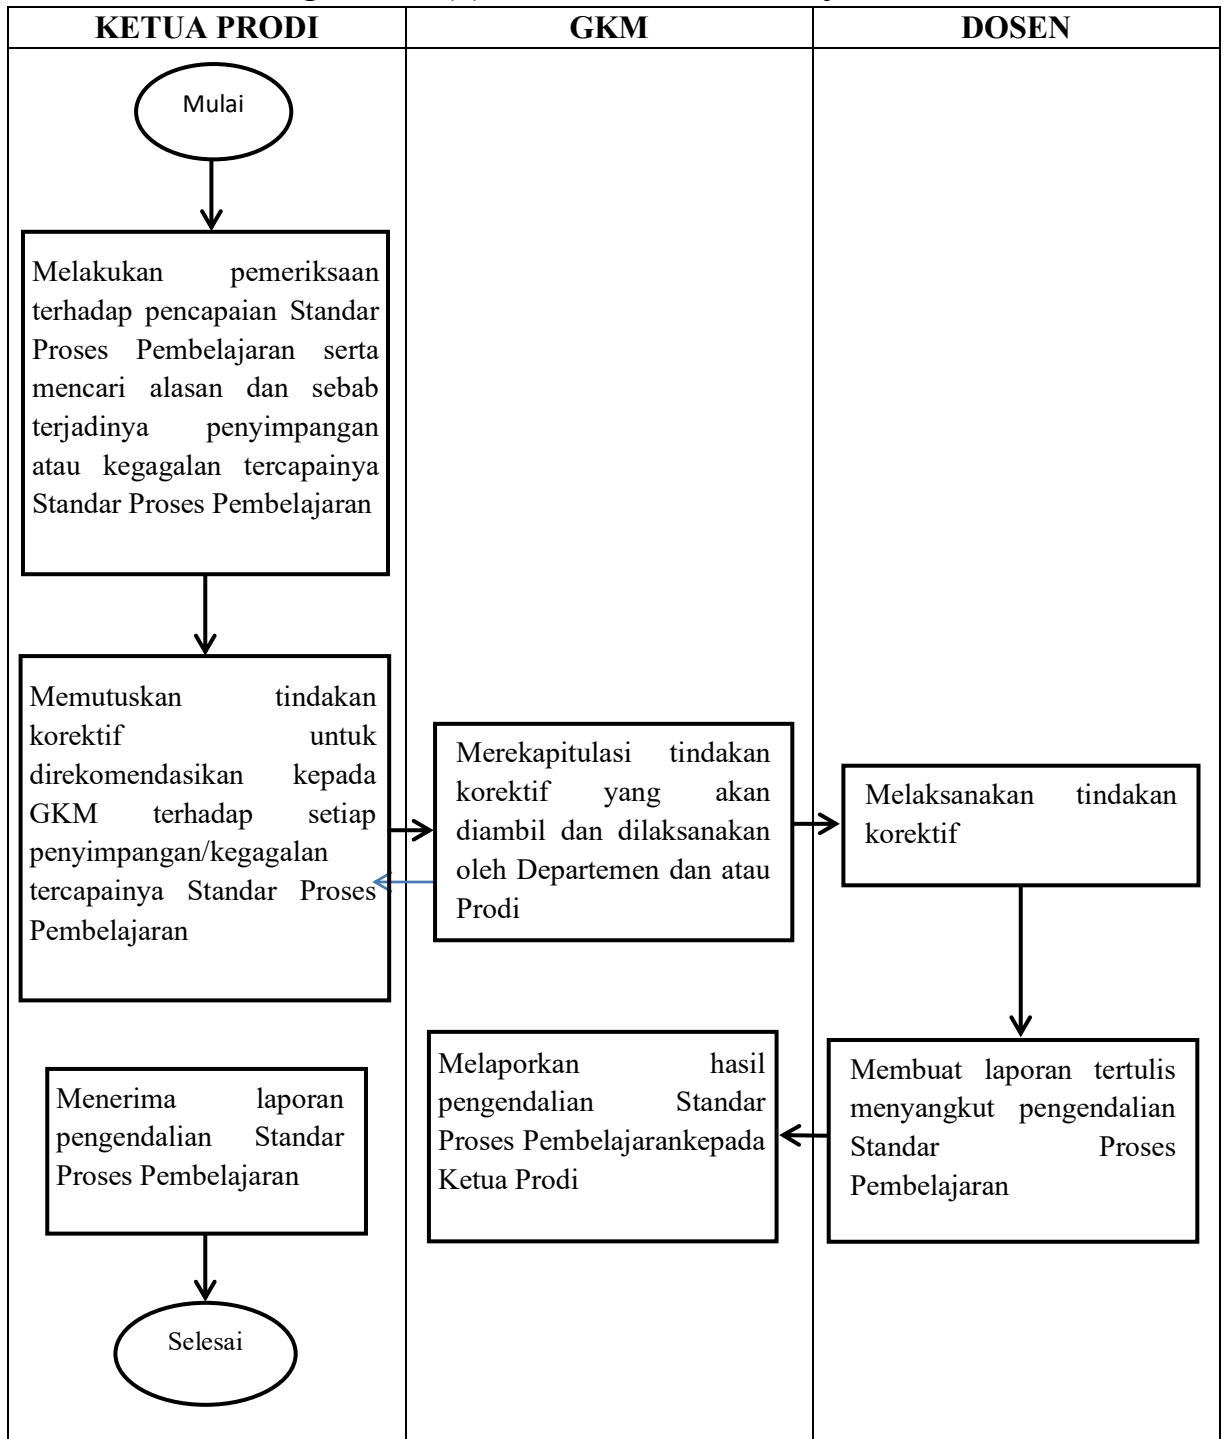 KETUA PRODI
GKM
DOSEN
Mulai
Melakukan pemeriksaan
terhadap pencapaian Standar
Proses Pembelajaran serta
mencari alasan dan sebab
terjadinya penyimpangan
atau kegagalan tercapainya
Standar Proses Pembelajaran
Memutuskan tindakan
korektif untuk
direkomendasikan kepada
GKM terhadap setiap
penyimpangan/kegagalan
tercapainya Standar Proses
Pembelajaran
Merekapitulasi tindakan
korektif yang akan
diambil dan dilaksanakan
oleh Departemen dan atau
Prodi
Melaksanakan tindakan
korektif
Membuat laporan tertulis
menyangkut pengendalian
Standar Proses
Pembelajaran
Melaporkan hasil
pengendalian Standar
Proses Pembelajarankepada
Ketua Prodi
Menerima laporan
pengendalian Standar
Proses Pembelajaran
Selesai